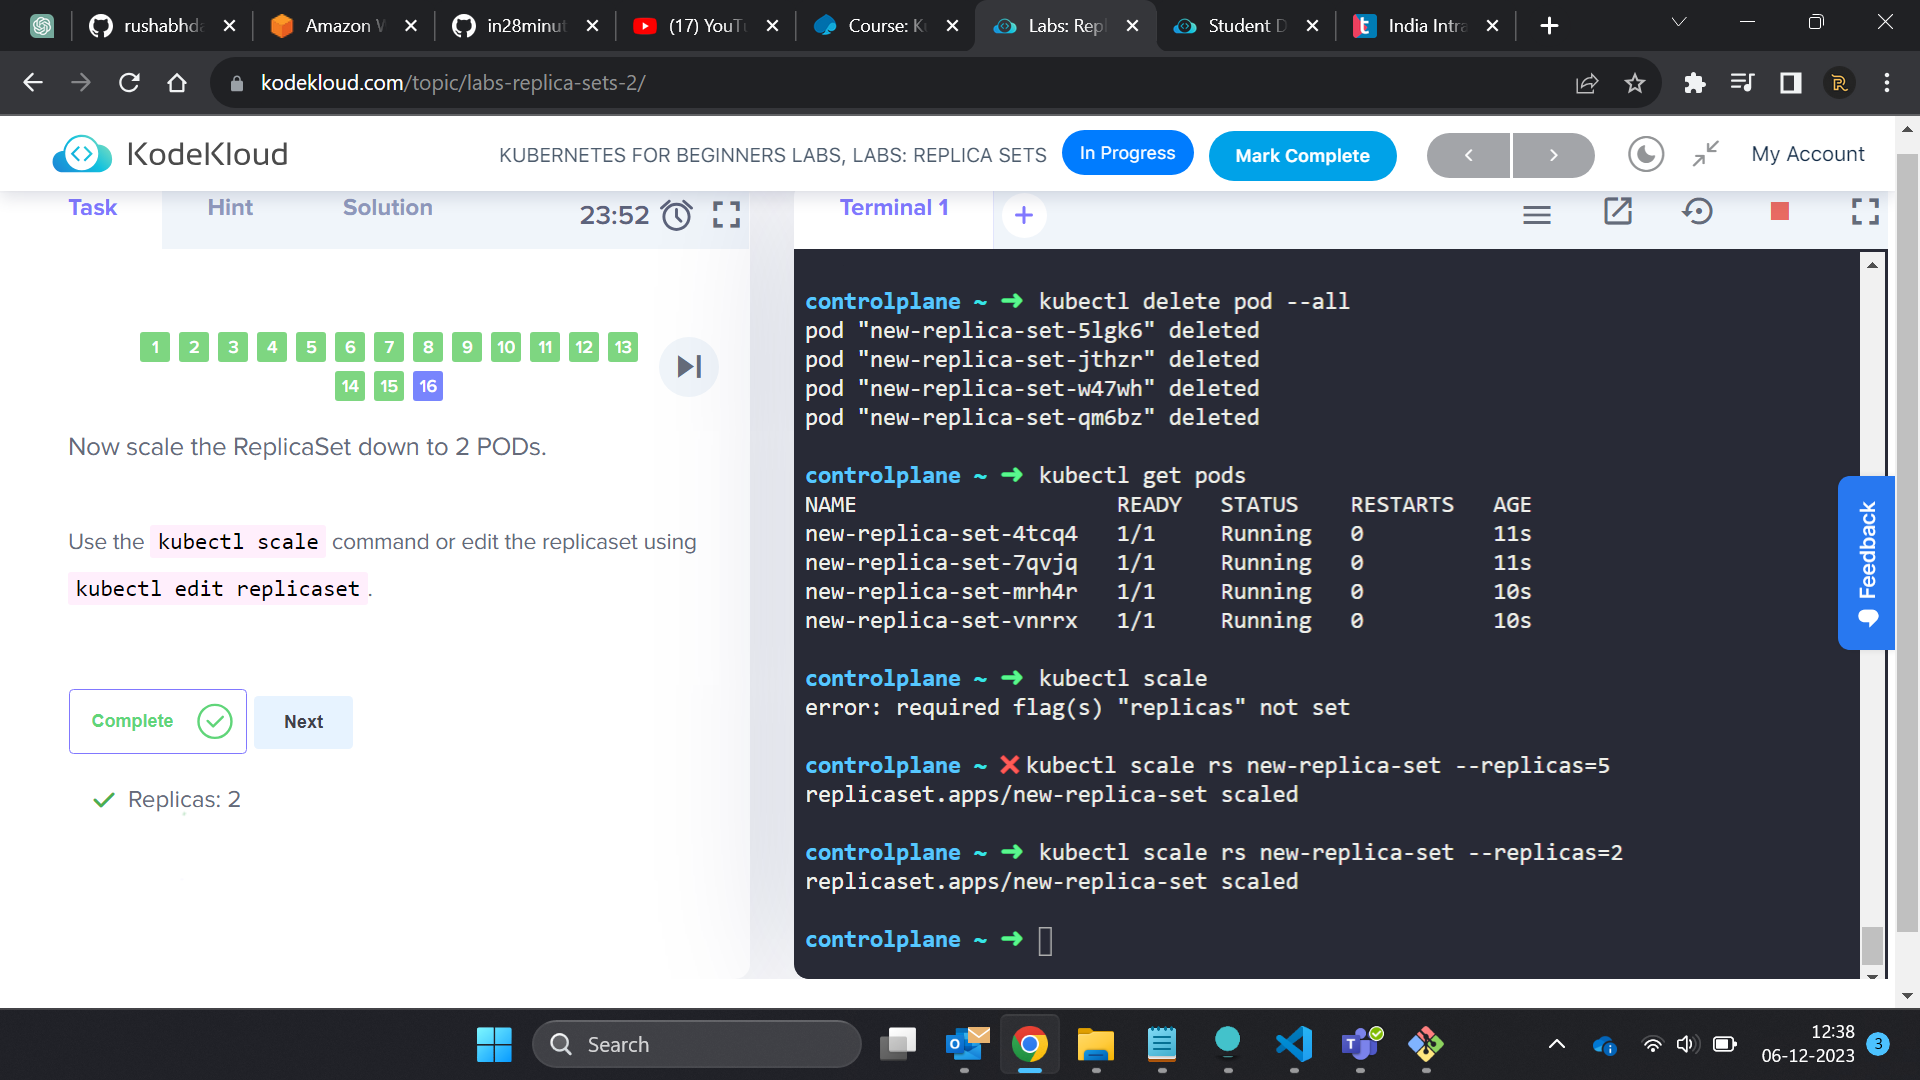 rushabhda
Amazon W
in28minut
(17) YouTu
Course: Ku
Labs: Repl
Student D
India Intra
kodekloud.com/topic/labs-replica-sets-2/
KodeKloud
KUBERNETES FOR BEGINNERS LABS, LABS: REPLICA SETS
In Progress
Mark Complete
My Account
Task
Hint
Solution
23:52
Terminal 1
1 2 3 4 5 6 7 8 9 10 11 12 13
14 15 16
Now scale the ReplicaSet down to 2 PODs.
Use the kubectl scale command or edit the replicaset using
kubectl edit replicaset.
Complete
Next
Replicas: 2
controlplane ~ ➜ kubectl delete pod --all
pod "new-replica-set-5lgk6" deleted
pod "new-replica-set-jthzr" deleted
pod "new-replica-set-w47wh" deleted
pod "new-replica-set-qm6bz" deleted
controlplane ~ ➜ kubectl get pods
NAME READY STATUS RESTARTS AGE
new-replica-set-4tcq4 1/1 Running 0 11s
new-replica-set-7qvjq 1/1 Running 0 11s
new-replica-set-mrh4r 1/1 Running 0 10s
new-replica-set-vnrrx 1/1 Running 0 10s
controlplane ~ ➜ kubectl scale
error: required flag(s) "replicas" not set
controlplane ~ ✖ kubectl scale rs new-replica-set --replicas=5
replicaset.apps/new-replica-set scaled
controlplane ~ ➜ kubectl scale rs new-replica-set --replicas=2
replicaset.apps/new-replica-set scaled
controlplane ~ ➜
Feedback
Search
12:38
06-12-2023
3